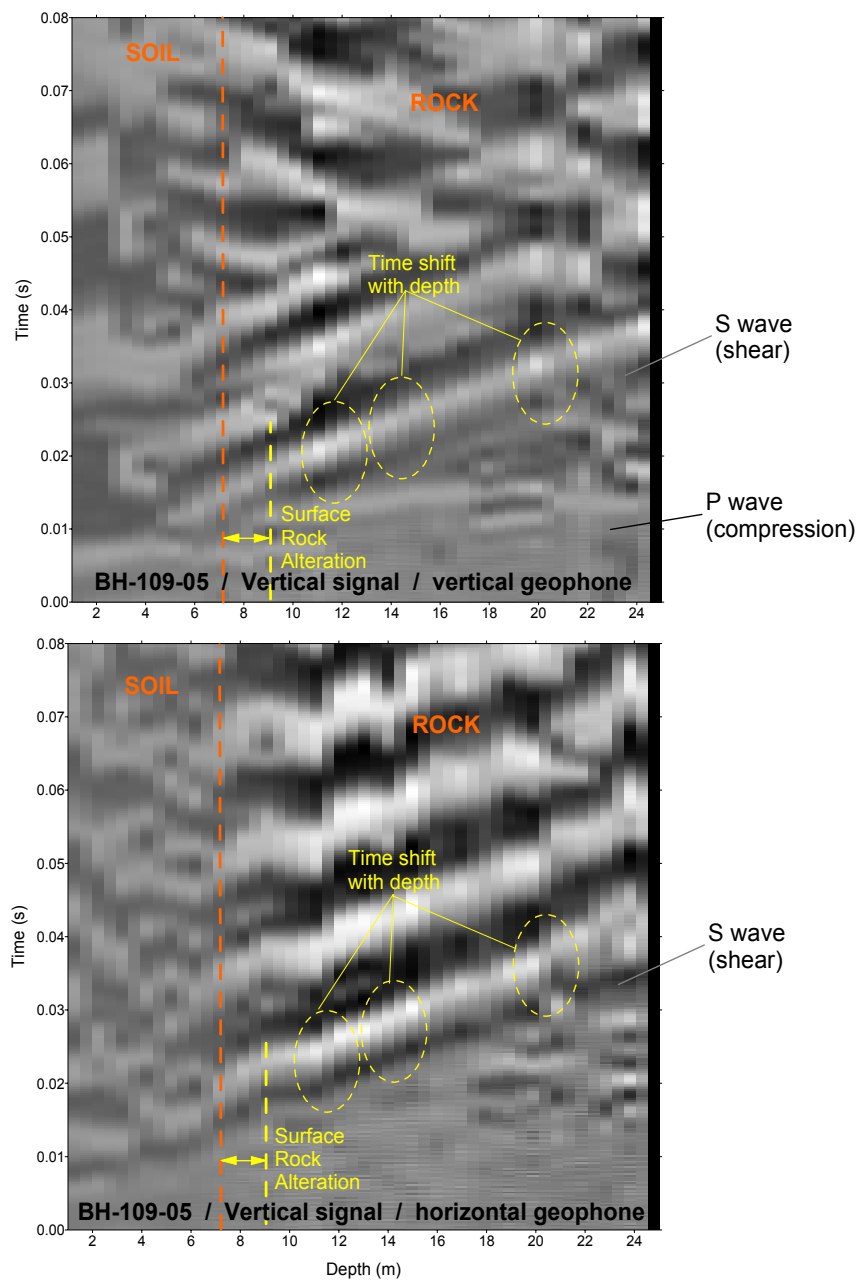 0.08
SOIL
0.07
ROCK
0.06
0.05
Time shift
with depth
0.04
Time (s)
S wave
(shear)
0.03
0.02
P wave
(compression)
Surface
Rock
Alteration
0.01
BH-109-05 / Vertical signal / vertical geophone
0.00
2 4 6 8 10 12 14 16 18 20 22 24
0.08
SOIL
0.07
ROCK
0.06
0.05
Time shift
with depth
0.04
Time (s)
S wave
(shear)
0.03
0.02
Surface
Rock
Alteration
0.01
BH-109-05 / Vertical signal / horizontal geophone
0.00
2 4 6 8 10 12 14 16 18 20 22 24
Depth (m)